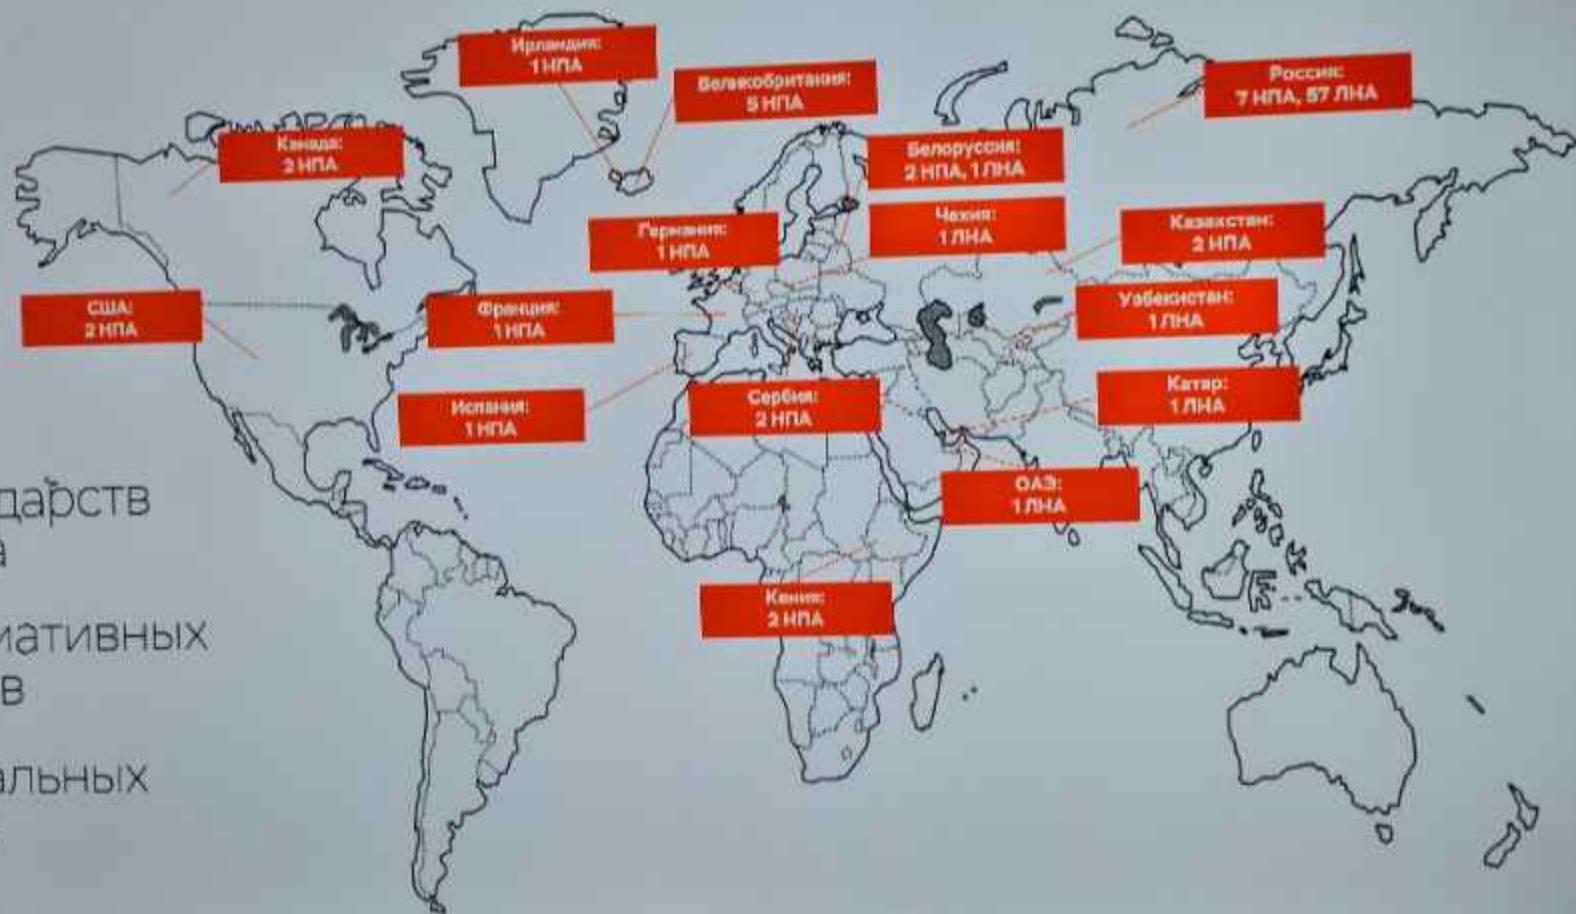 Ирландия:
1 НПА
Великобритания:
5 НПА
Россия:
7 НПА, 57 ЛНА
Канада:
2 НПА
Белоруссия:
2 НПА, 1 ЛНА
Германия:
1 НПА
Чехия:
1 ЛНА
Казахстан:
2 НПА
США:
2 НПА
Франция:
1 НПА
Узбекистан:
1 ЛНА
Испания:
1 НПА
Сербия:
2 НПА
Катар:
1 ЛНА
ОАЭ:
1 ЛНА
Кения:
2 НПА
дарств
а
мативных
в
альных